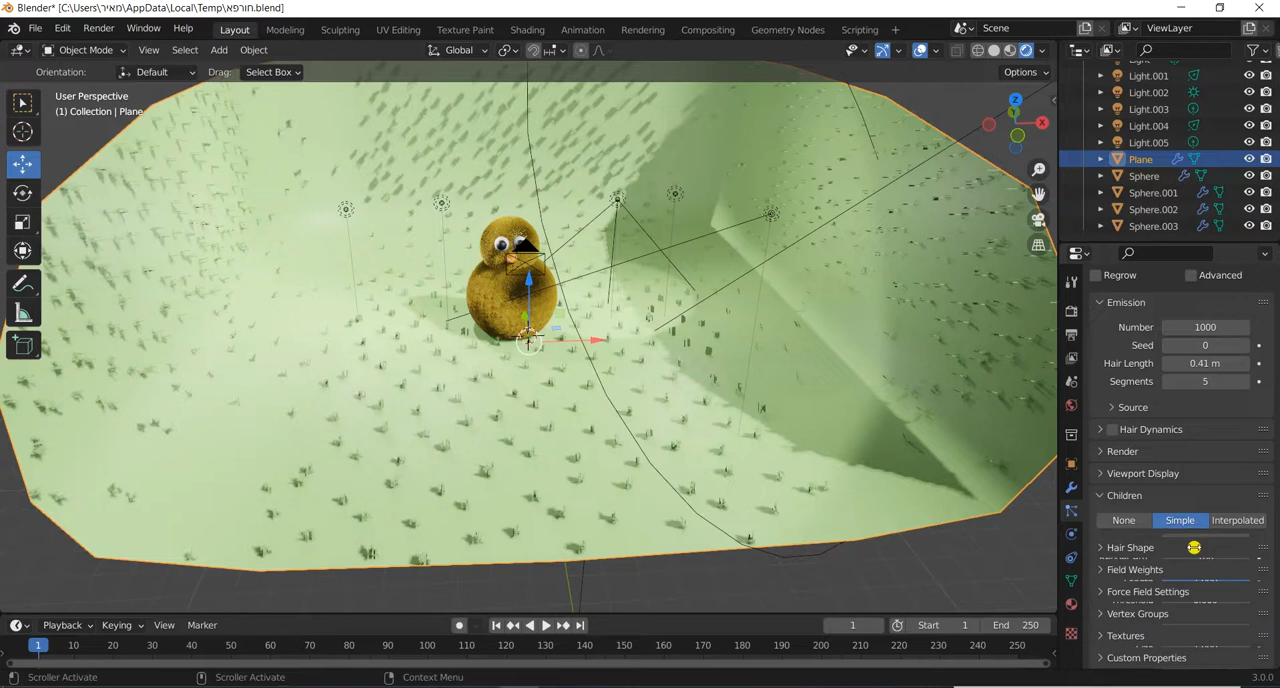 Blender* [C:\Users\מאיר\AppData\Local\Temp\חורפא.blend]
File Edit Render Window Help Layout Modeling Sculpting UV Editing Texture Paint Shading Animation Rendering Compositing Geometry Nodes Scripting + Scene ViewLayer
Object Mode View Select Add Object Global
Orientation: Default Drag: Select Box Options
User Perspective
(1) Collection | Plane
Z
X
Light.001
Light.002
Light.003
Light.004
Light.005
Plane
Sphere
Sphere.001
Sphere.002
Sphere.003
Regrow Advanced
Emission
Number 1000
Seed 0
Hair Length 0.41 m
Segments 5
Source
Hair Dynamics
Render
Viewport Display
Children
None Simple Interpolated
Hair Shape
Field Weights
Force Field Settings
Vertex Groups
Textures
Custom Properties
Playback Keying View Marker 1 Start 1 End 250
1 10 20 30 40 50 60 70 80 90 100 110 120 130 140 150 160 170 180 190 200 210 220 230 240 250
Scroller Activate Scroller Activate Context Menu 3.0.0